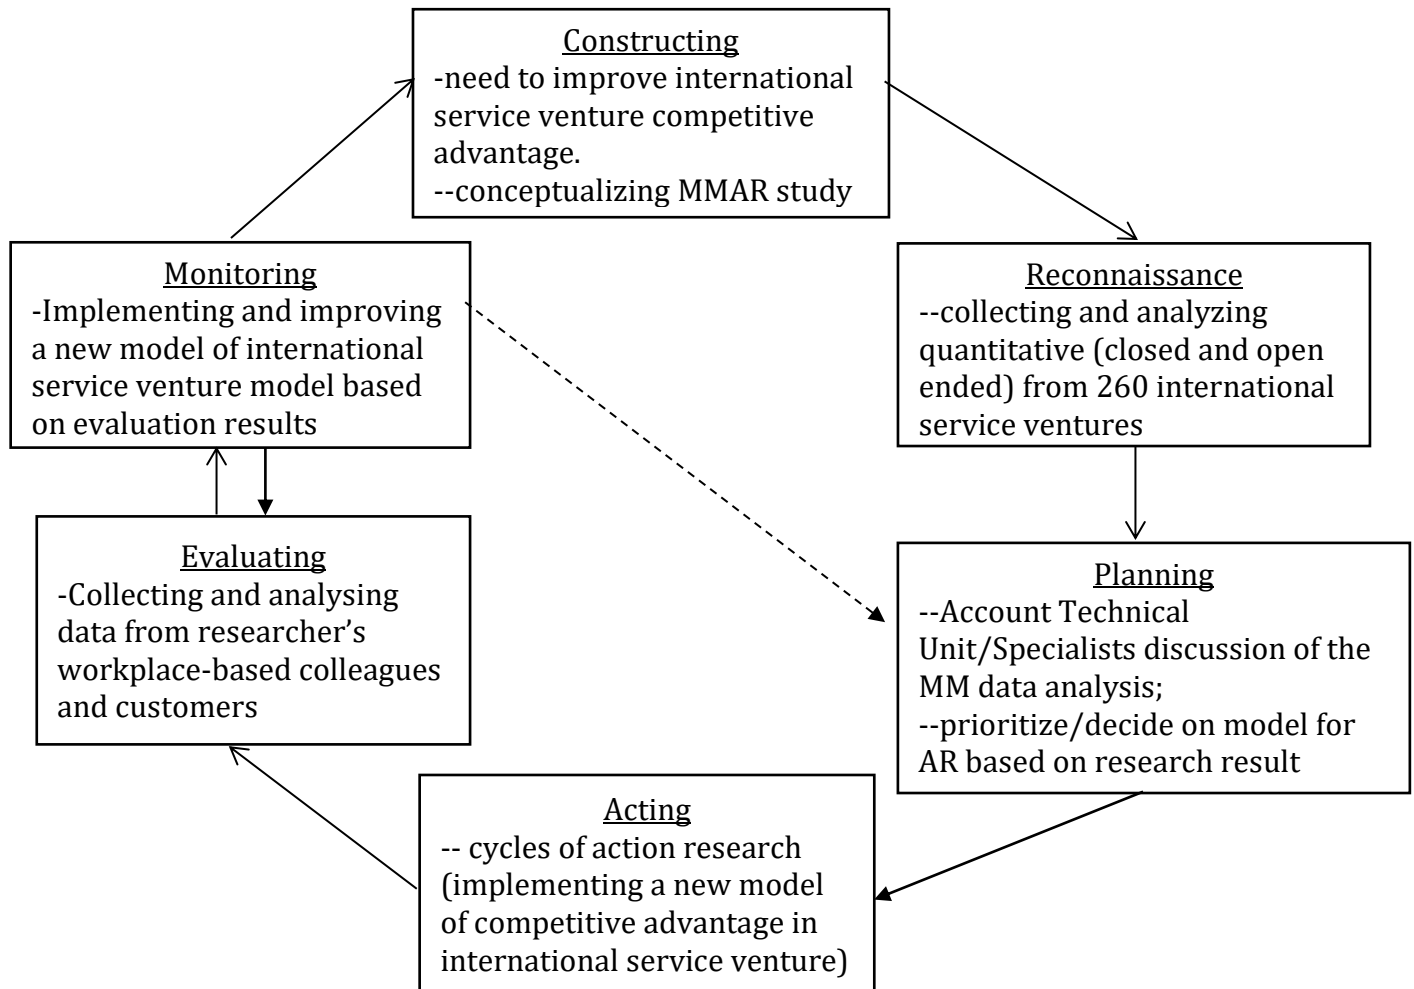 Constructing
-need to improve international
service venture competitive
advantage.
--conceptualizing MMAR study
Monitoring
-Implementing and improving
a new model of international
service venture model based
on evaluation results
Reconnaissance
--collecting and analyzing
quantitative (closed and open
ended) from 260 international
service ventures
Evaluating
-Collecting and analysing
data from researcher’s
workplace-based colleagues
and customers
Planning
--Account Technical
Unit/Specialists discussion of the
MM data analysis;
--prioritize/decide on model for
AR based on research result
Acting
-- cycles of action research
(implementing a new model
of competitive advantage in
international service venture)